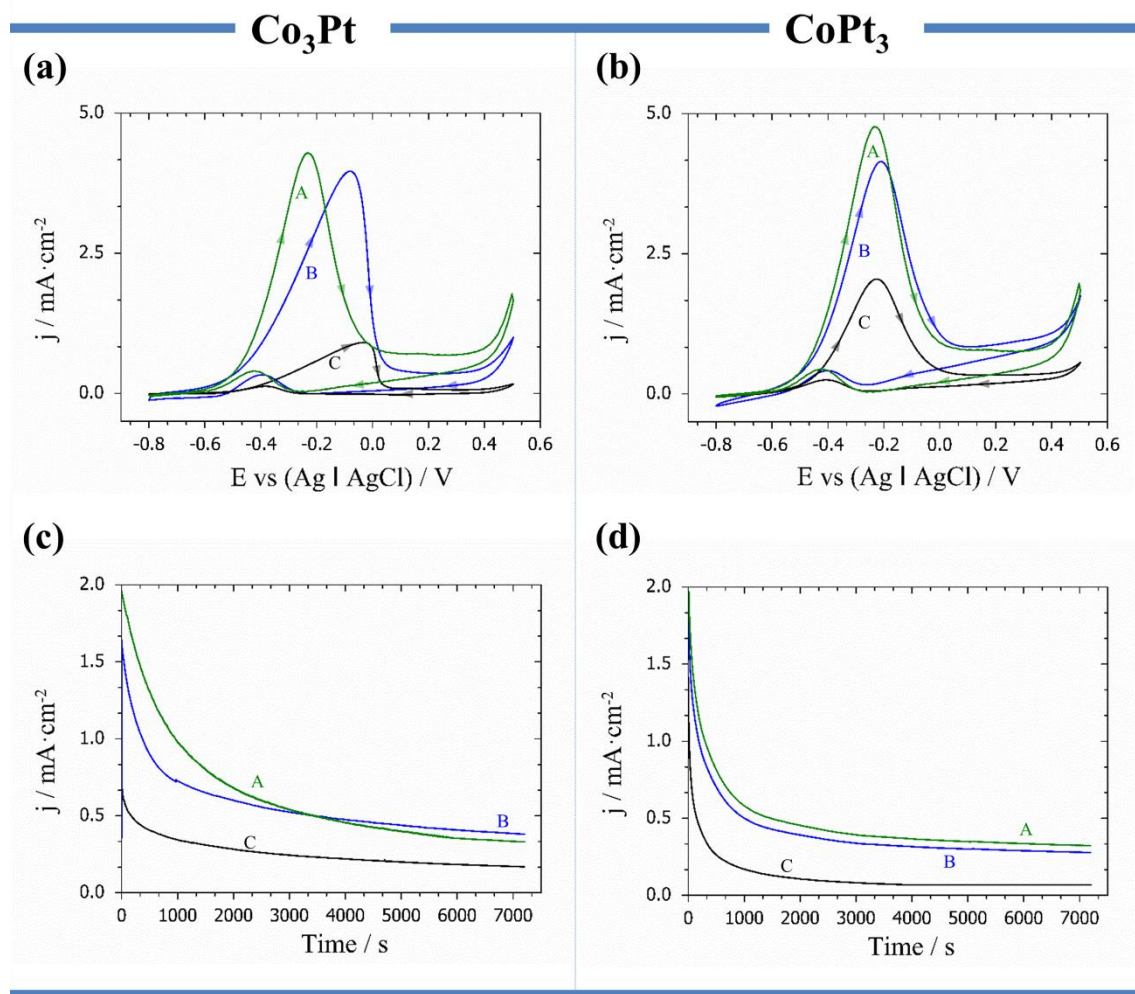 Co₃Pt
CoPt₃
(a)
5.0
2.5
0.0
j / mA·cm⁻²
A
B
C
-0.8 -0.6 -0.4 -0.2 0.0 0.2 0.4 0.6
E vs (Ag | AgCl) / V
(b)
5.0
2.5
0.0
j / mA·cm⁻²
A
B
C
-0.8 -0.6 -0.4 -0.2 0.0 0.2 0.4 0.6
E vs (Ag | AgCl) / V
(c)
2.0
1.5
1.0
0.5
0.0
j / mA·cm⁻²
A
B
C
0 1000 2000 3000 4000 5000 6000 7000
Time / s
(d)
2.0
1.5
1.0
0.5
0.0
j / mA·cm⁻²
A
B
C
0 1000 2000 3000 4000 5000 6000 7000
Time / s